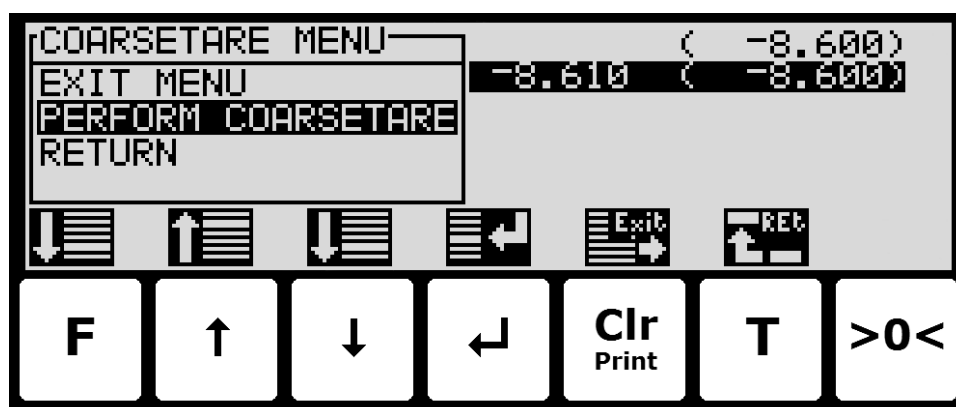 COARSETARE MENU
( -8.600)
EXIT MENU
-8.610 ( -8.600)
PERFORM COARSETARE
RETURN
Exit
REt
F ↑ ↓ ↵ Clr T >0<
Print